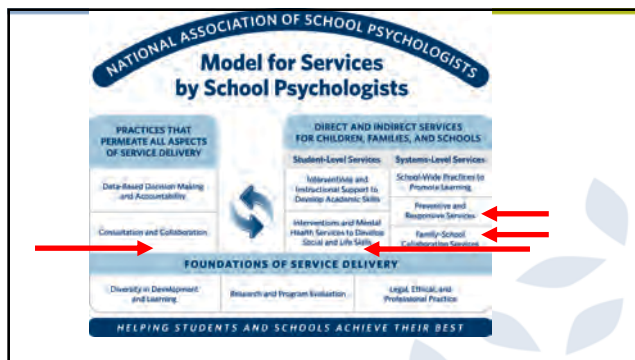 NATIONAL ASSOCIATION OF SCHOOL PSYCHOLOGISTS
Model for Services
by School Psychologists
PRACTICES THAT
PERMEATE ALL ASPECTS
OF SERVICE DELIVERY
Data-Based Decision Making
and Accountability
Consultation and Collaboration
DIRECT AND INDIRECT SERVICES
FOR CHILDREN, FAMILIES, AND SCHOOLS
Student-Level Services
Interventions and
Instructional Support to
Develop Academic Skills
Interventions and Mental
Health Services to Develop
Social and Life Skills
Systems-Level Services
School-Wide Practices to
Promote Learning
Preventive and
Responsive Services
Family-School
Collaboration Services
FOUNDATIONS OF SERVICE DELIVERY
Diversity in Development
and Learning
Research and Program Evaluation
Legal, Ethical, and
Professional Practice
HELPING STUDENTS AND SCHOOLS ACHIEVE THEIR BEST